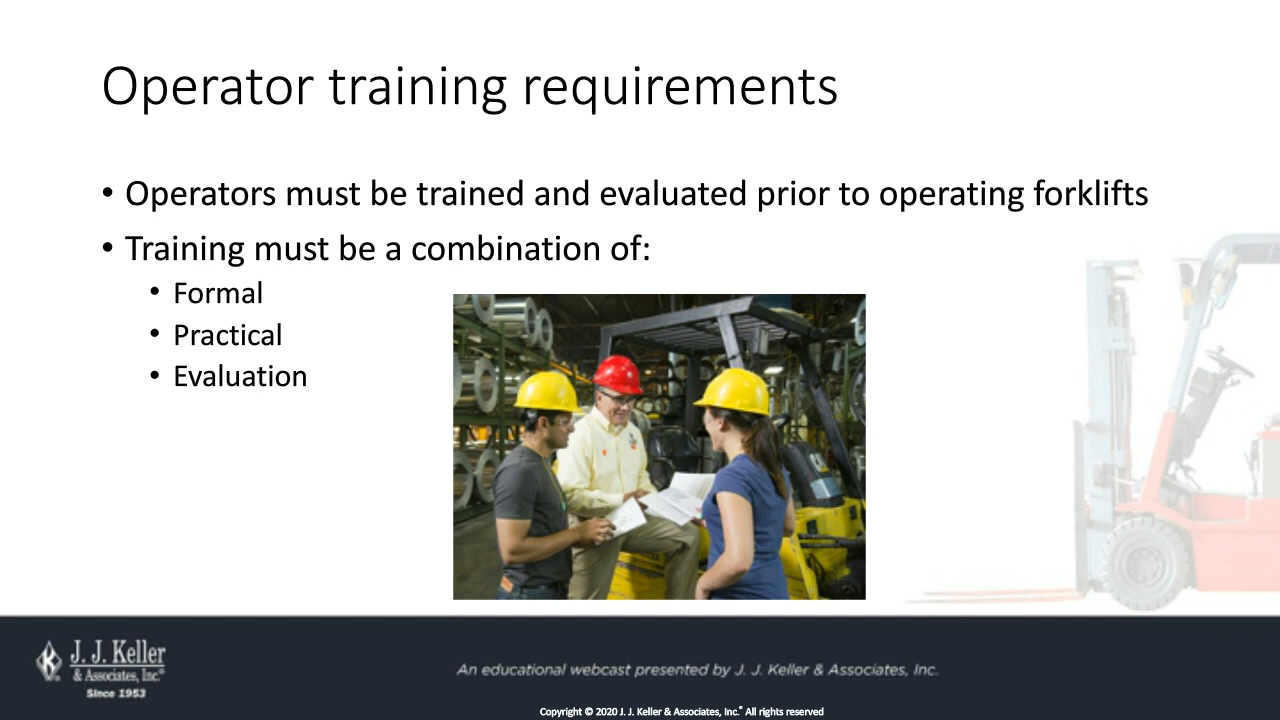 Operator training requirements
• Operators must be trained and evaluated prior to operating forklifts
• Training must be a combination of:
• Formal
• Practical
• Evaluation
J. J. Keller
& Associates, Inc.®
Since 1953
An educational webcast presented by J. J. Keller & Associates, Inc.
Copyright © 2020 J. J. Keller & Associates, Inc.® All rights reserved